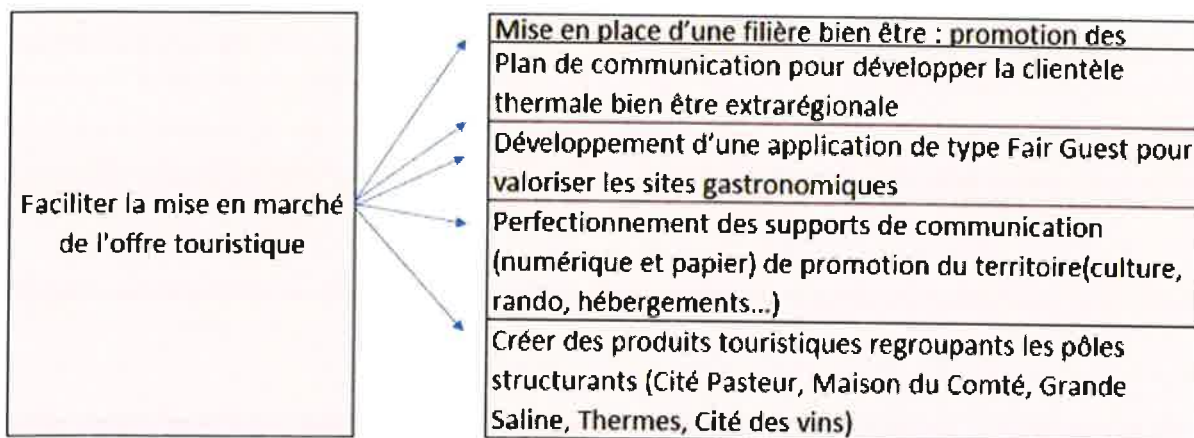 Faciliter la mise en marché
de l'offre touristique
Mise en place d'une filière bien être : promotion des
Plan de communication pour développer la clientèle
thermale bien être extrarégionale
Développement d'une application de type Fair Guest pour
valoriser les sites gastronomiques
Perfectionnement des supports de communication
(numérique et papier) de promotion du territoire(culture,
rando, hébergements...)
Créer des produits touristiques regroupants les pôles
structurants (Cité Pasteur, Maison du Comté, Grande
Saline, Thermes, Cité des vins)